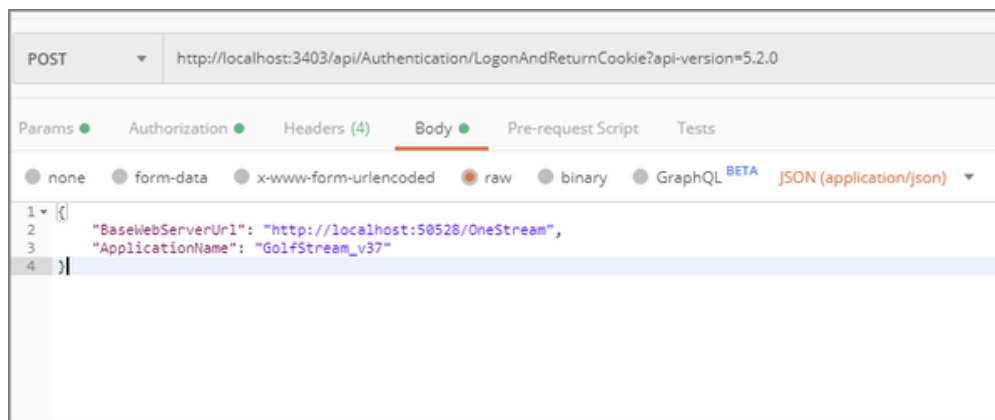 POST http://localhost:3403/api/Authentication/LogonAndReturnCookie?api-version=5.2.0
Params Authorization Headers (4) Body Pre-request Script Tests
none form-data x-www-form-urlencoded raw binary GraphQL BETA JSON (application/json)
1 {
2 "BaseWebServerUrl": "http://localhost:50528/OneStream",
3 "ApplicationName": "GolfStream_v37"
4 }